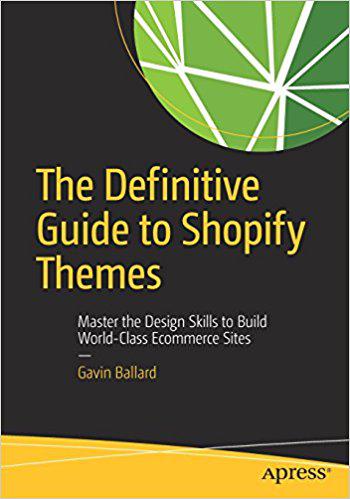 The Definitive
Guide to Shopify
Themes
Master the Design Skills to Build
World-Class Ecommerce Sites
—
Gavin Ballard
Apress®